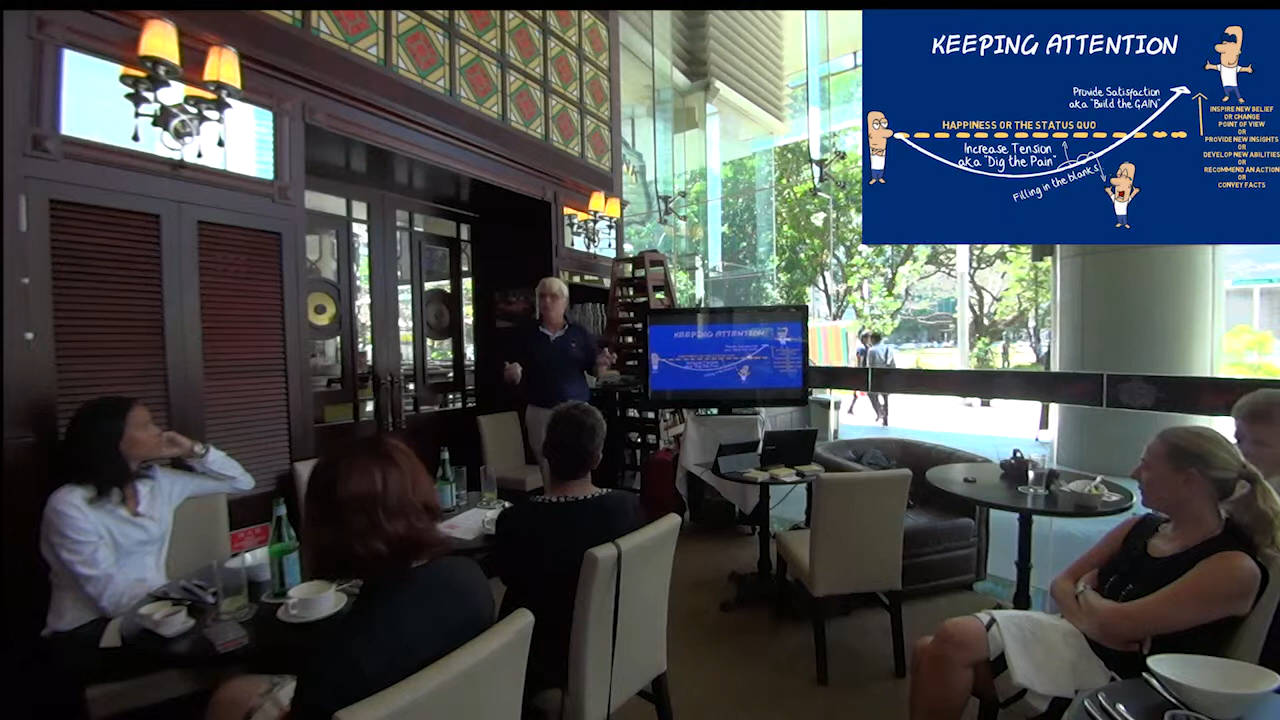 KEEPING ATTENTION
Provide Satisfaction
aka "Build the GAIN"
HAPPINESS OR THE STATUS QUO
Increase Tension
aka "Dig the Pain"
Filling in the blanks
INSPIRE NEW BELIEF
OR CHANGE
POINT OF VIEW
OR
PROVIDE NEW INSIGHTS
OR
DEVELOP NEW ABILITIES
OR
RECOMMEND AN ACTION
OR
CONVEY FACTS
KEEPING ATTENTION